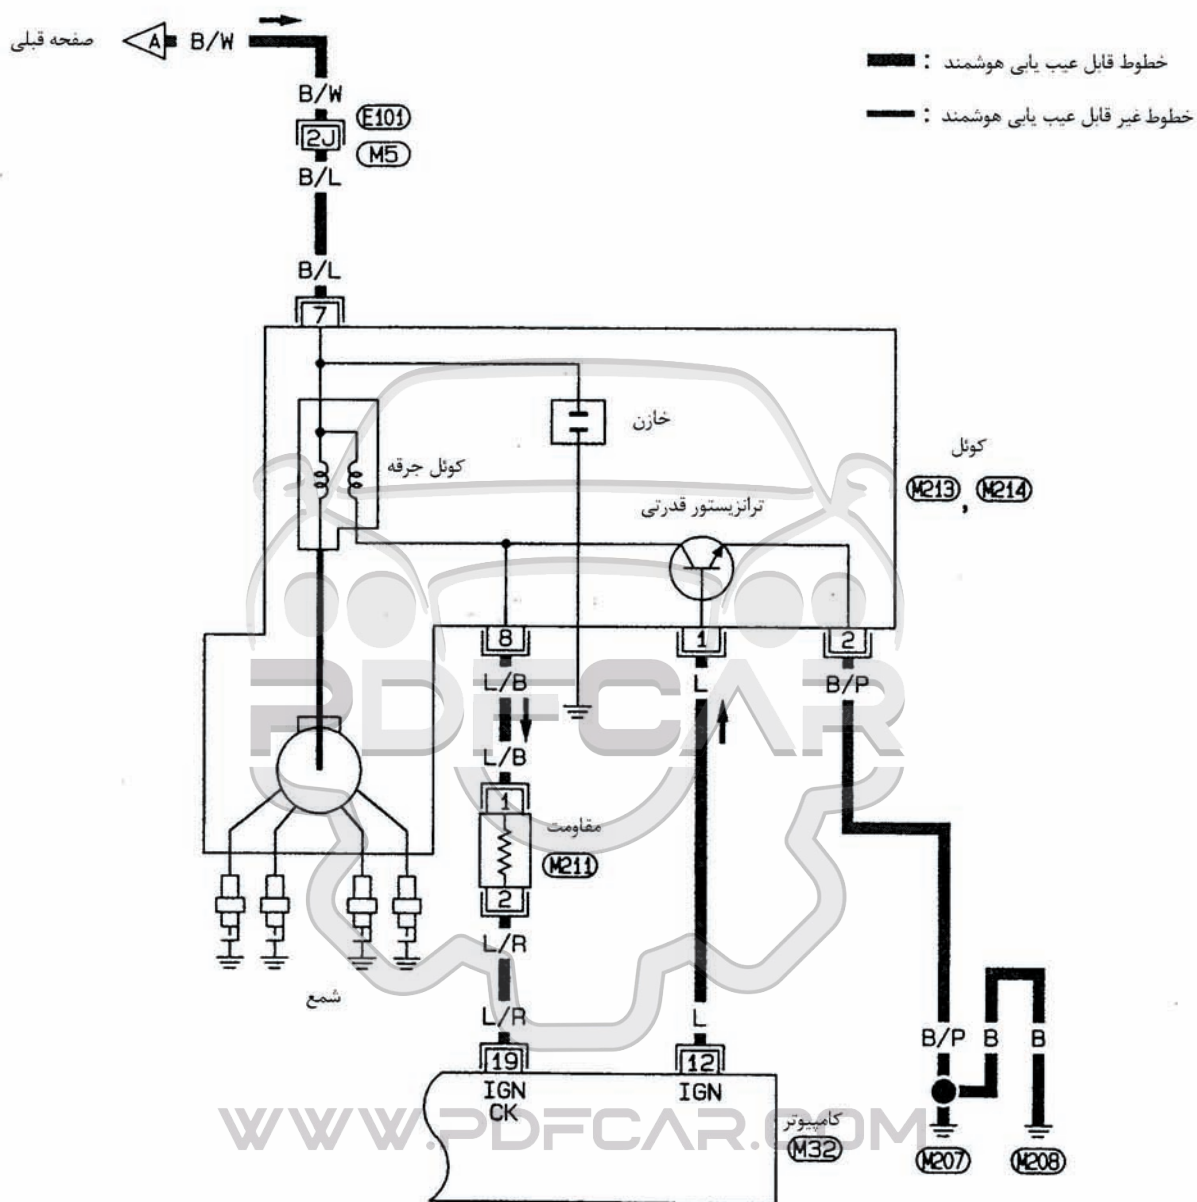 صفحه قبلی
A
B/W
خطوط قابل عیب یابی هوشمند :
B/W
E101
خطوط غیر قابل عیب یابی هوشمند :
2J
M5
B/L
B/L
7
خازن
کوئل
کوئل جرقه
M213 , M214
ترانزیستور قدرتی
8
1
2
PDFCAR
L/B
L
B/P
L/B
1
مقاومت
M211
2
L/R
شمع
L/R
L
B/P
B
B
19
12
IGN
CK
IGN
کامپیوتر
WWW.PDFCAR.COM
M32
M207
M208